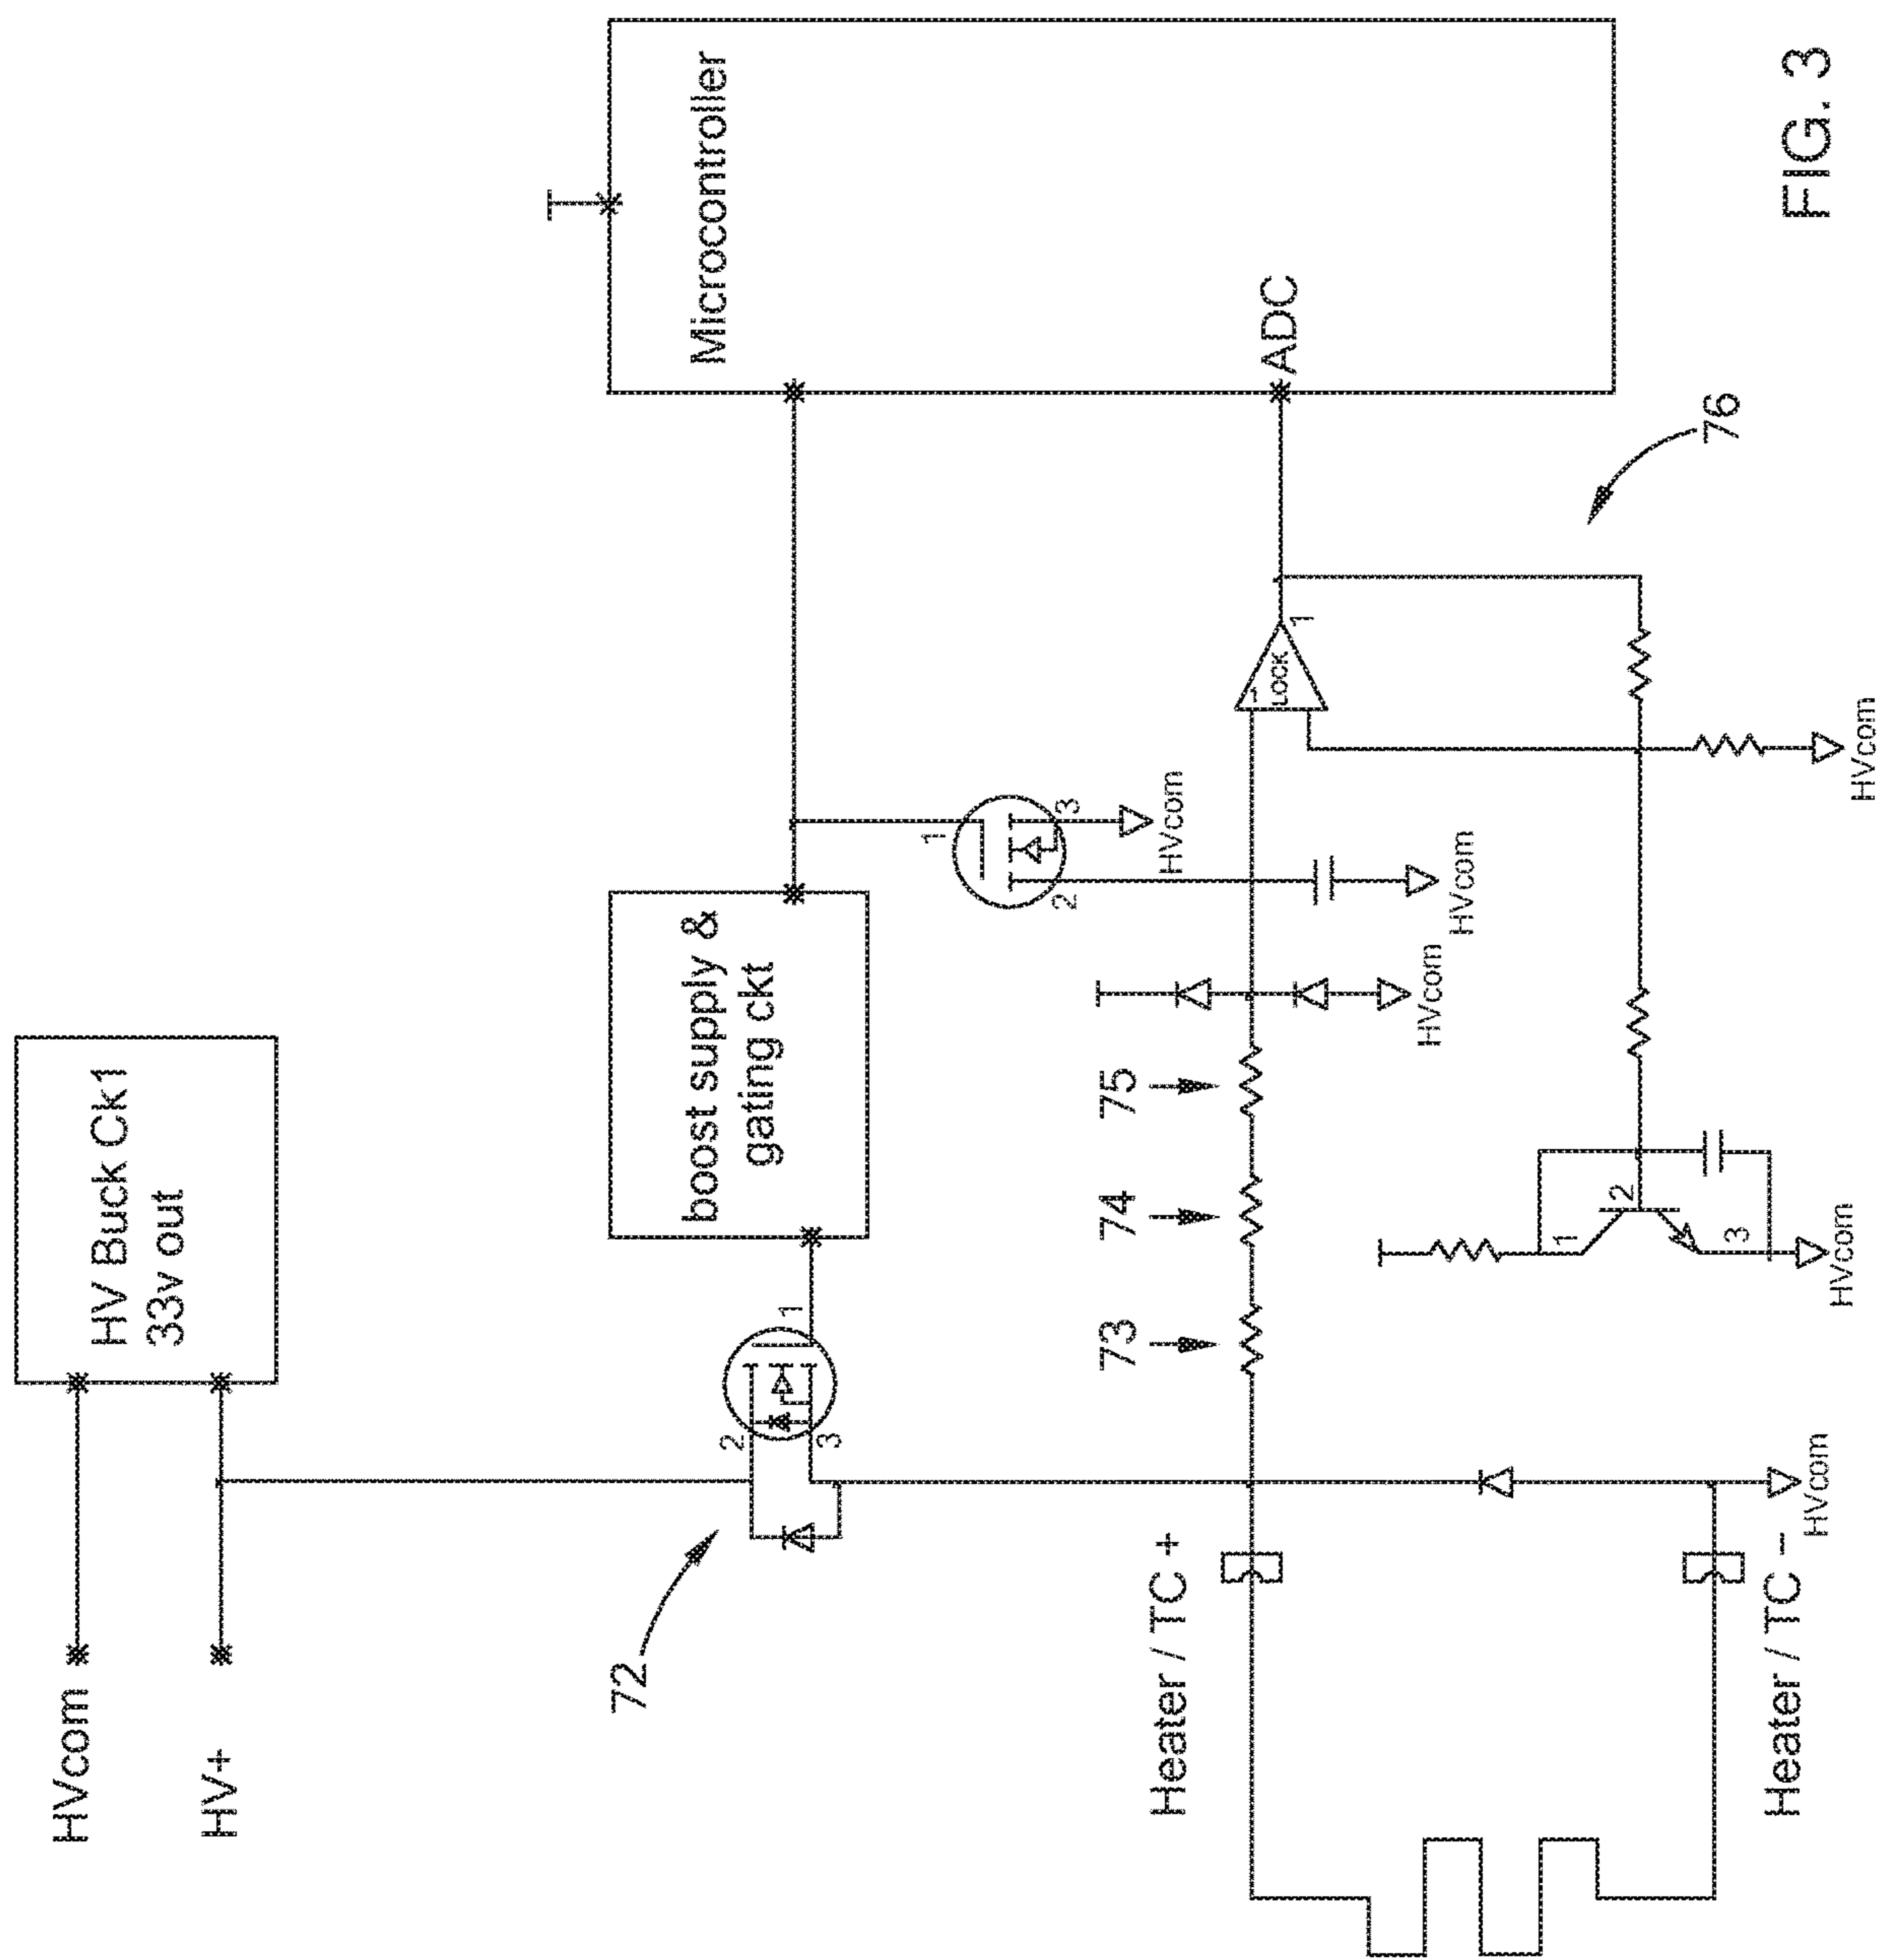 HVcom
HV+
HV Buck Ck1
33v out
72
2
3
1
boost supply &
gating ckt
Microcontroller
ADC
1
2
3
HVcom
73
74
75
HVcom
HVcom
LOCK
1
76
Heater / TC +
Heater / TC -
HVcom
1
2
3
HVcom
HVcom
FIG. 3